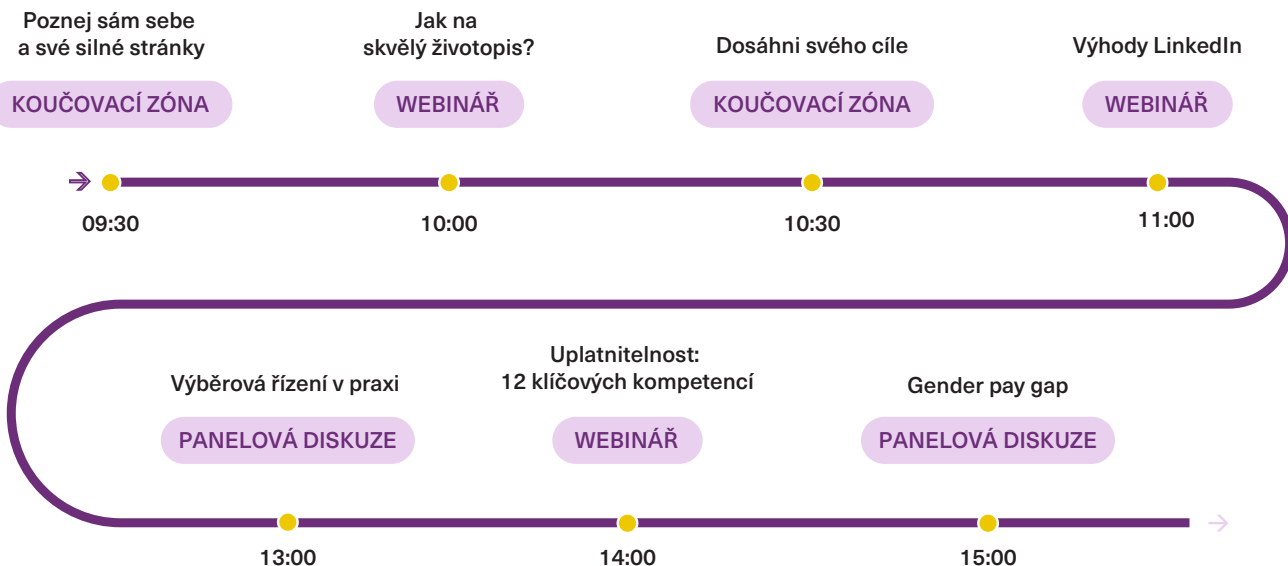 Poznej sám sebe
a své silné stránky
KOUČOVACÍ ZÓNA
09:30
Jak na
skvělý životopis?
WEBINÁŘ
10:00
Dosáhni svého cíle
KOUČOVACÍ ZÓNA
10:30
Výhody LinkedIn
WEBINÁŘ
11:00
Výběrová řízení v praxi
PANELOVÁ DISKUZE
13:00
Uplatnitelnost:
12 klíčových kompetencí
WEBINÁŘ
14:00
Gender pay gap
PANELOVÁ DISKUZE
15:00